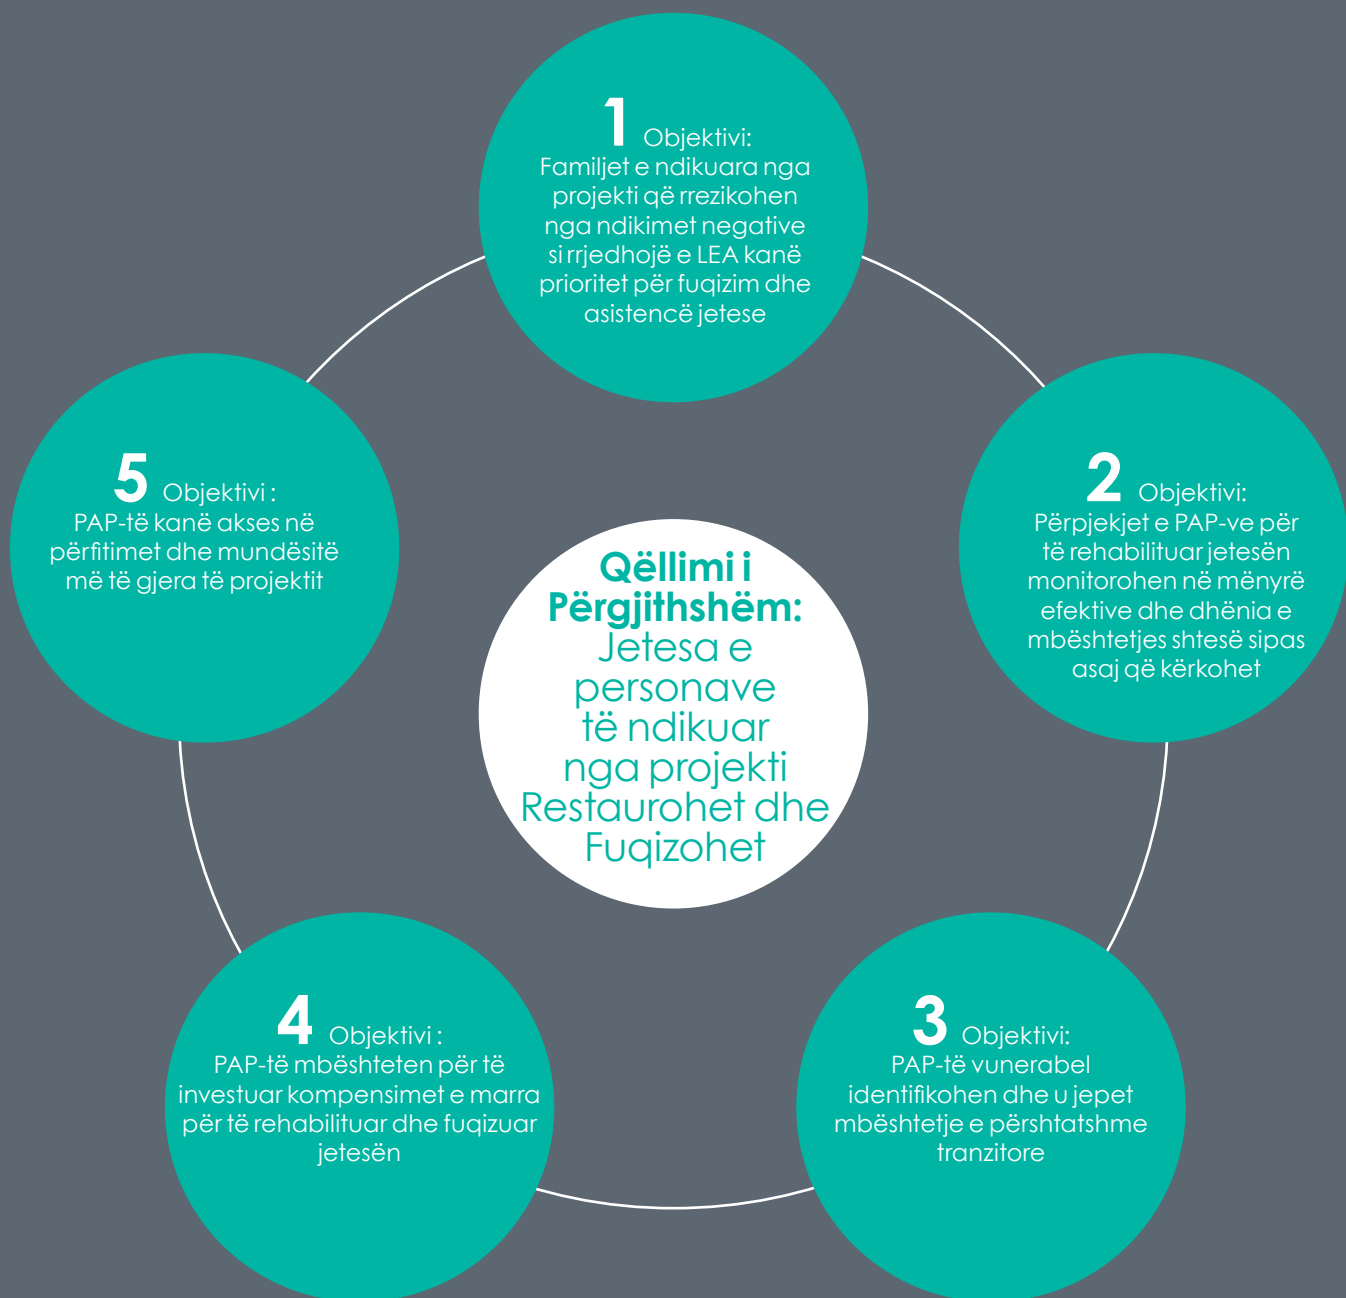 1 Objektivi:
Familjet e ndikuara nga
projekti që rrezikohen
nga ndikimet negative
si rrjedhojë e LEA kanë
prioritet për fuqizim dhe
asistencë jetese
2 Objektivi:
Përpjekjet e PAP-ve për
të rehabilituar jetesën
monitorohen në mënyrë
efektive dhe dhënia e
mbështetjes shtesë sipas
asaj që kërkohet
3 Objektivi:
PAP-të vunerabel
identifikohen dhe u jepet
mbështetje e përshtatshme
tranzitore
4 Objektivi :
PAP-të mbështeten për të
investuar kompensimet e marra
për të rehabilituar dhe fuqizuar
jetesën
5 Objektivi :
PAP-të kanë akses në
përfitimet dhe mundësitë
më të gjera të projektit
Qëllimi i
Përgjithshëm:
Jetesa e
personave
të ndikuar
nga projekti
Restaurohet dhe
Fuqizohet